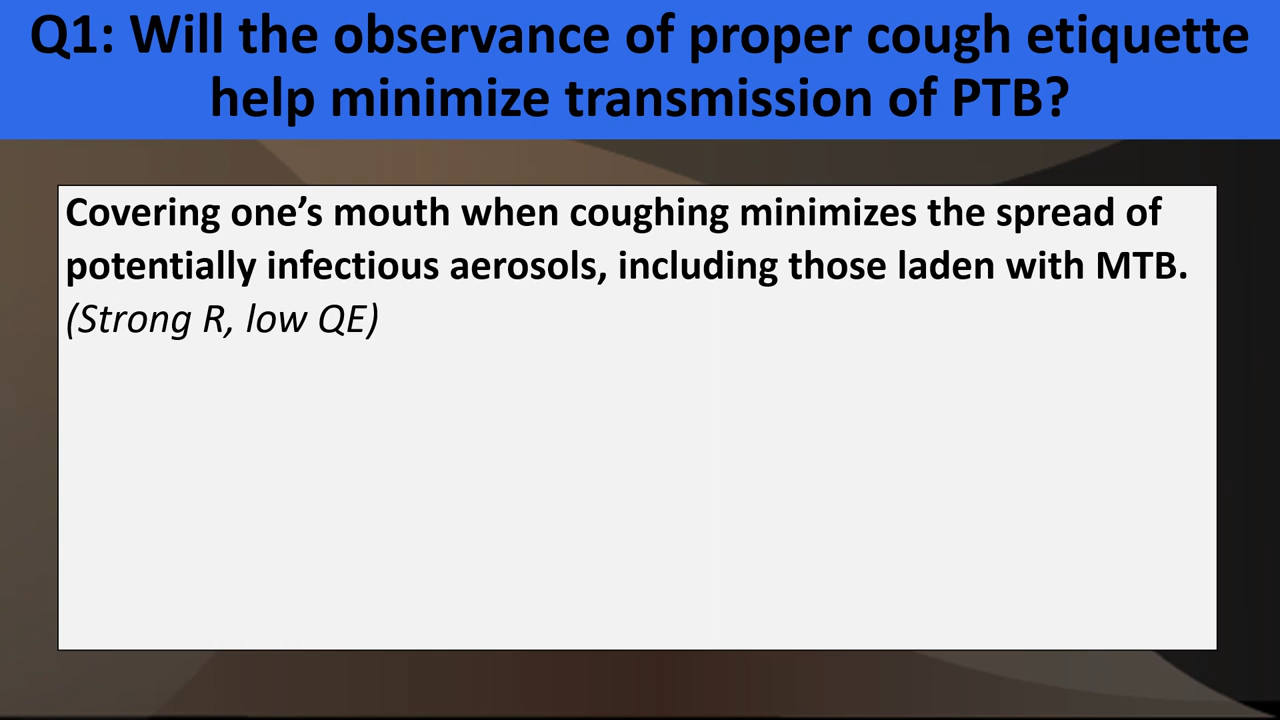 Q1: Will the observance of proper cough etiquette
help minimize transmission of PTB?
Covering one’s mouth when coughing minimizes the spread of
potentially infectious aerosols, including those laden with MTB.
(Strong R, low QE)